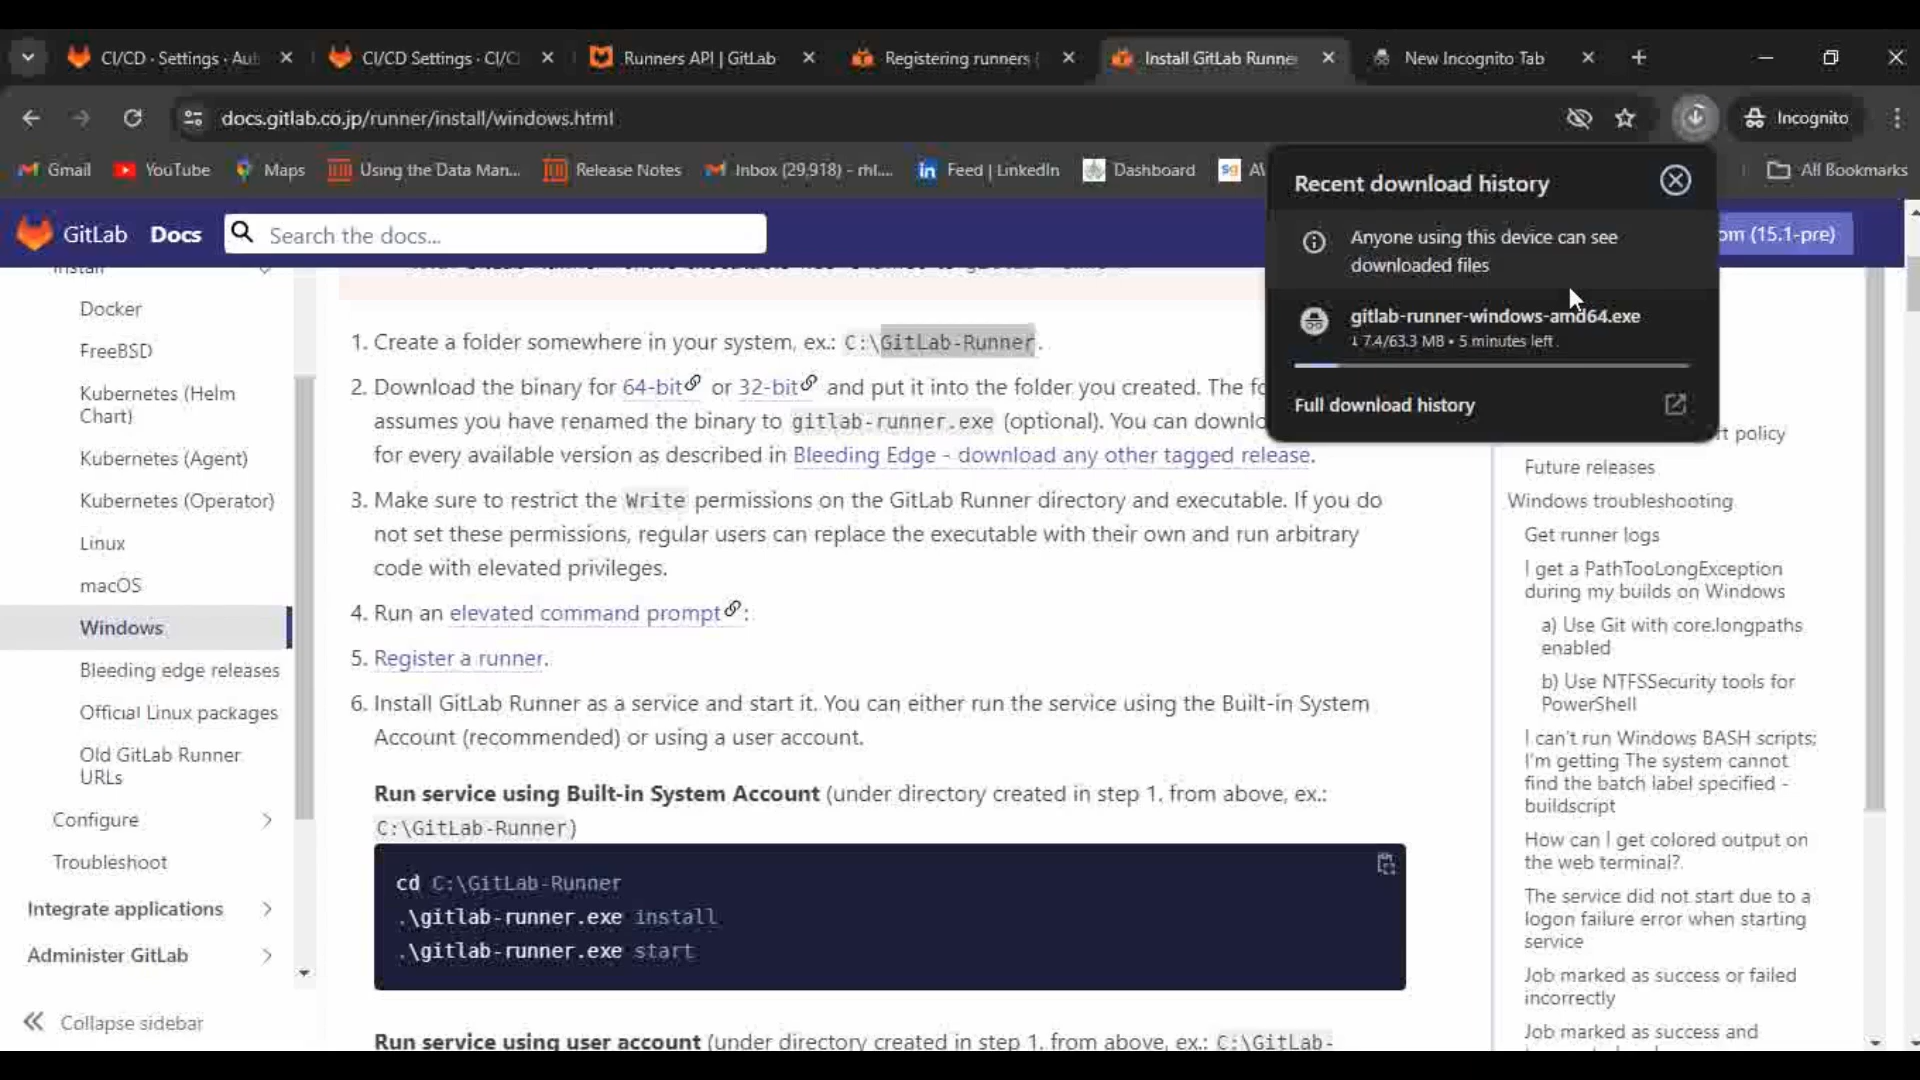 CI/CD · Settings · Au
CI/CD Settings · CI/C
Runners API | GitLab
Registering runners
Install GitLab Runne
New Incognito Tab
docs.gitlab.co.jp/runner/install/windows.html
Incognito
Gmail
YouTube
Maps
Using the Data Man...
Release Notes
Inbox (29,918) - rhl....
Feed | LinkedIn
Dashboard
All Bookmarks
GitLab Docs
Search the docs...
om (15.1-pre)
Recent download history
Anyone using this device can see
downloaded files
gitlab-runner-windows-amd64.exe
↓ 7.4/63.3 MB • 5 minutes left
Full download history
Install
Docker
FreeBSD
Kubernetes (Helm
Chart)
Kubernetes (Agent)
Kubernetes (Operator)
Linux
macOS
Windows
Bleeding edge releases
Official Linux packages
Old GitLab Runner
URLs
Configure
Troubleshoot
Integrate applications
Administer GitLab
Collapse sidebar
1. Create a folder somewhere in your system, ex.: C:\GitLab-Runner.
2. Download the binary for 64-bit or 32-bit and put it into the folder you created. The fo
assumes you have renamed the binary to gitlab-runner.exe (optional). You can downlo
for every available version as described in Bleeding Edge - download any other tagged release.
3. Make sure to restrict the Write permissions on the GitLab Runner directory and executable. If you do
not set these permissions, regular users can replace the executable with their own and run arbitrary
code with elevated privileges.
4. Run an elevated command prompt:
5. Register a runner.
6. Install GitLab Runner as a service and start it. You can either run the service using the Built-in System
Account (recommended) or using a user account.
Run service using Built-in System Account (under directory created in step 1. from above, ex.:
C:\GitLab-Runner)
cd C:\GitLab-Runner
.\gitlab-runner.exe install
.\gitlab-runner.exe start
Run service using user account (under directory created in step 1. from above, ex.: C:\GitLab-
rt policy
Future releases
Windows troubleshooting
Get runner logs
I get a PathTooLongException
during my builds on Windows
a) Use Git with core.longpaths
enabled
b) Use NTFSSecurity tools for
PowerShell
I can't run Windows BASH scripts;
I'm getting The system cannot
find the batch label specified -
buildscript
How can I get colored output on
the web terminal?
The service did not start due to a
logon failure error when starting
service
Job marked as success or failed
incorrectly
Job marked as success and